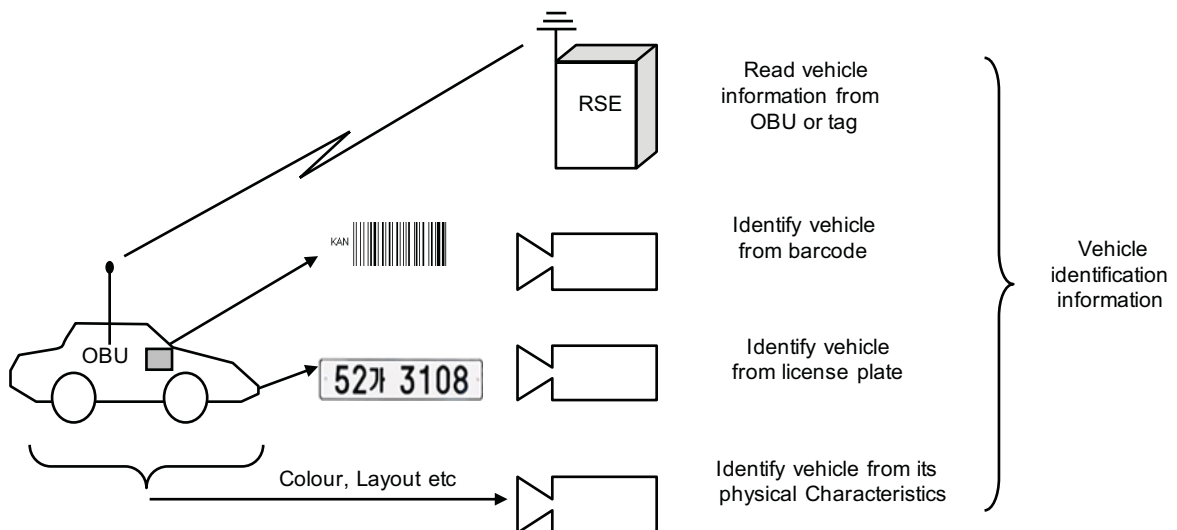 RSE
Read vehicle
information from
OBU or tag
KAN
Identify vehicle
from barcode
Vehicle
identification
information
OBU
52가 3108
Identify vehicle
from license plate
Colour, Layout etc
Identify vehicle from its
physical Characteristics